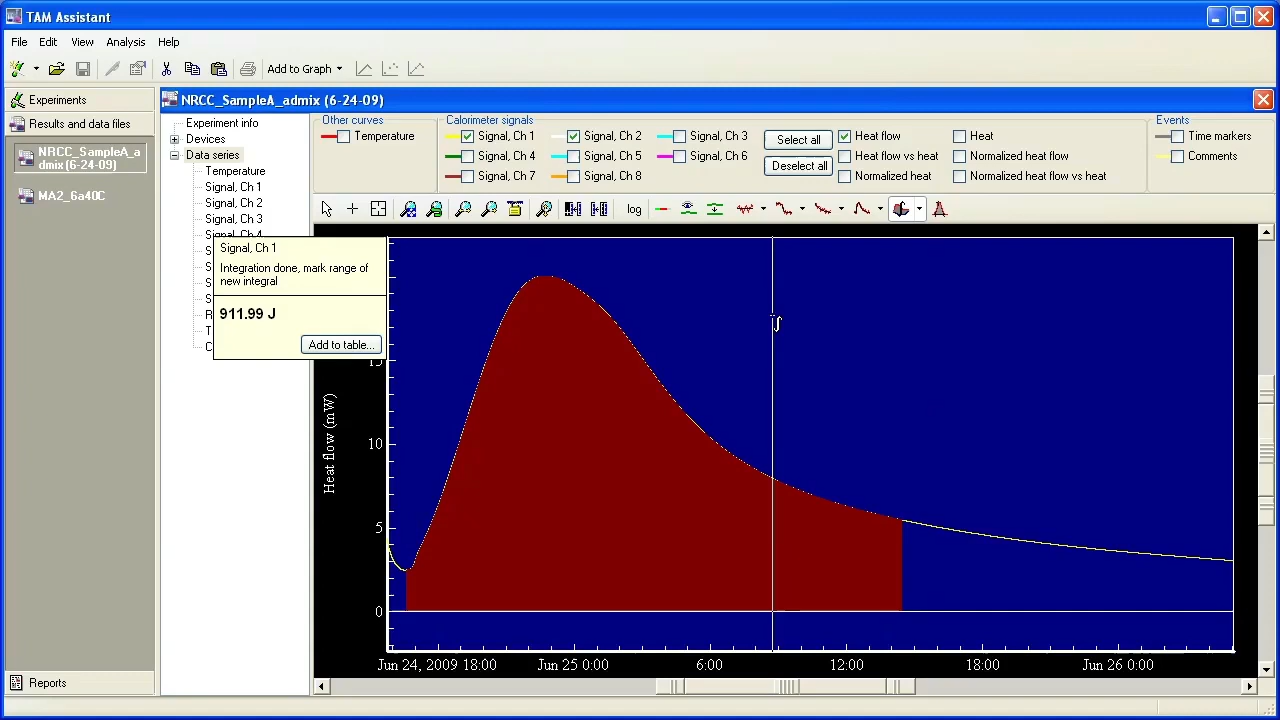 TAM Assistant
File Edit View Analysis Help
Add to Graph
Experiments
Results and data files
NRCC_SampleA_a
dmix (6-24-09)
MA2_6a40C
Reports
NRCC_SampleA_admix (6-24-09)
Experiment info
Devices
Data series
Temperature
Signal, Ch 1
Signal, Ch 2
Signal, Ch 3
Signal, Ch 4
S
S
S
S
R
T
C
Other curves
Temperature
Calorimeter signals
Signal, Ch 1 Signal, Ch 2 Signal, Ch 3
Signal, Ch 4 Signal, Ch 5 Signal, Ch
Signal, Ch 7 Signal, Ch 8
Select all
Deselect all
Heat flow Heat
Heat flow vs heat Normalized heat flow
Normalized heat Normalized heat flow vs heat
Events
Time markers
Comments
log
Signal, Ch 1
Integration done, mark range of
new integral
911.99 J
Add to table...
Heat flow (mW)
15
10
5
0
Jun 24, 2009 18:00 Jun 25 0:00 6:00 12:00 18:00 Jun 26 0:00